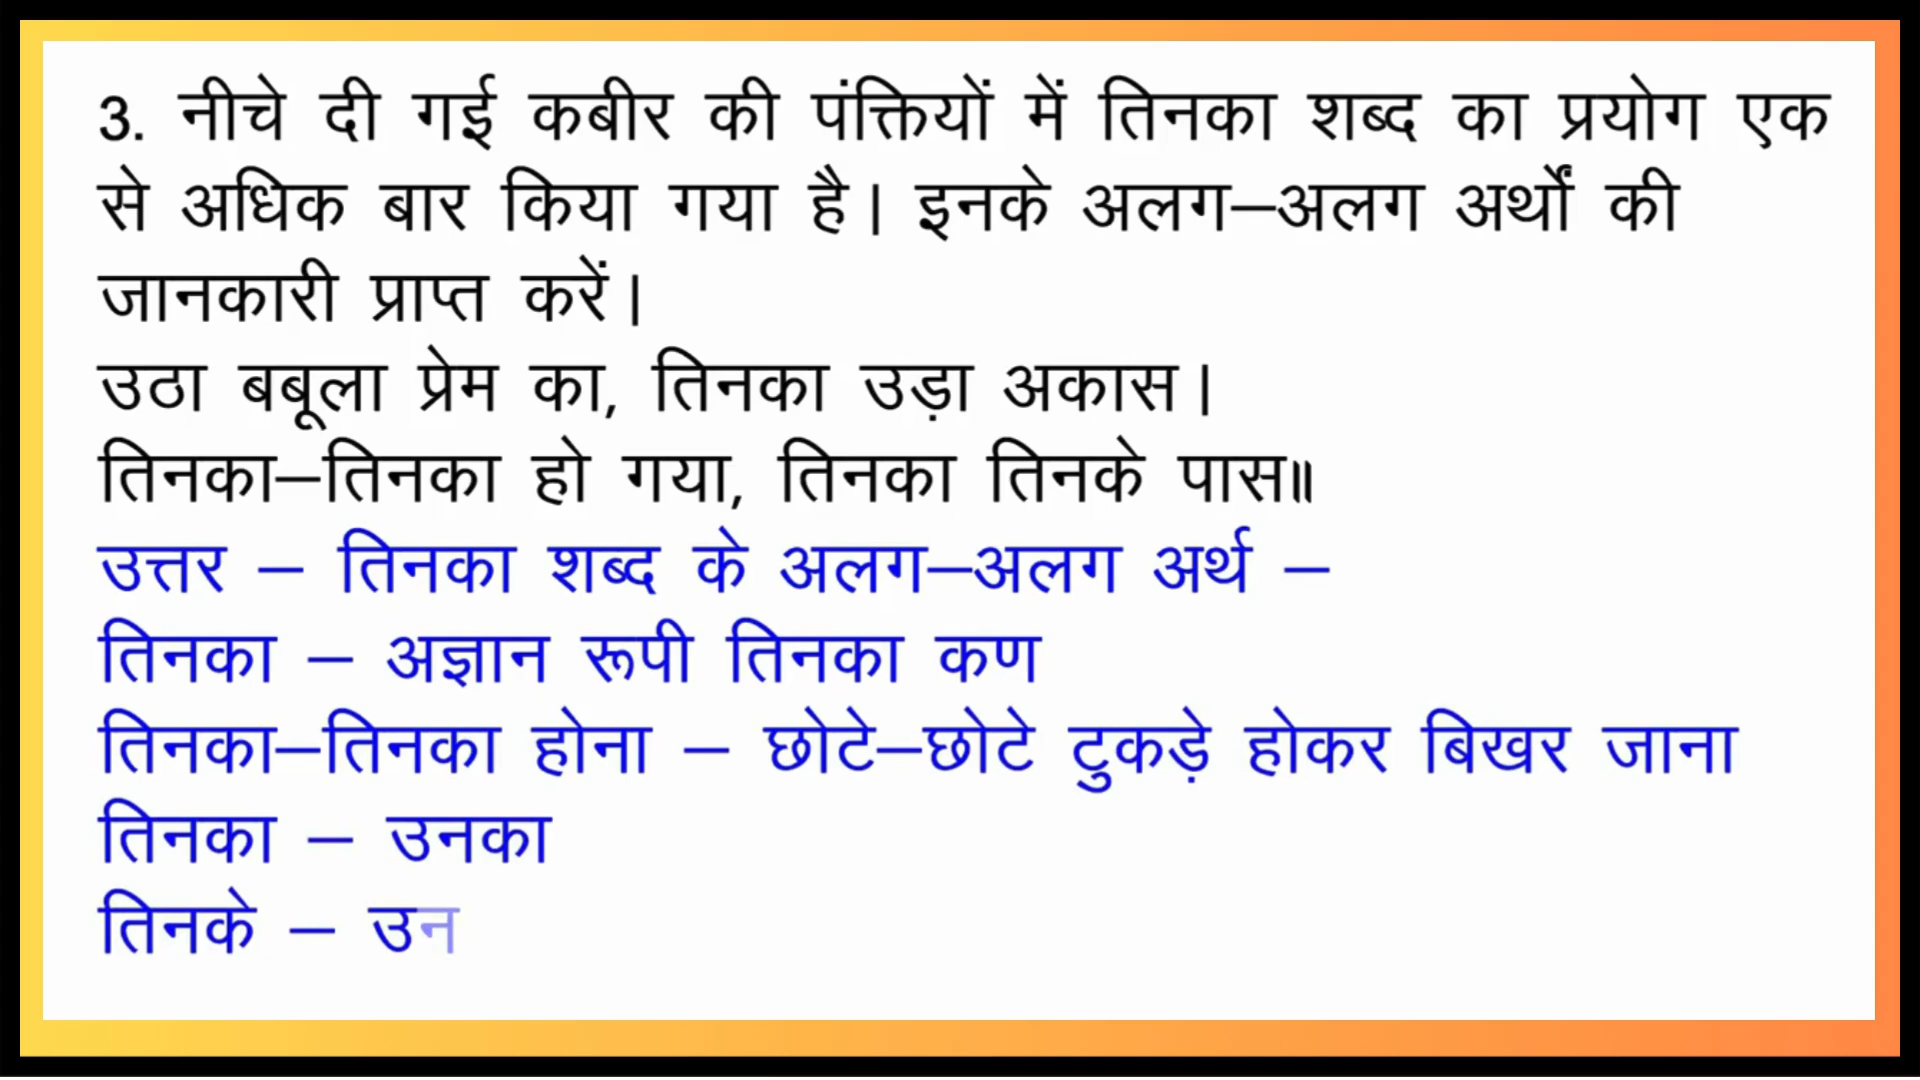 3. नीचे दी गई कबीर की पंक्तियों में तिनका शब्द का प्रयोग एक
से अधिक बार किया गया है। इनके अलग–अलग अर्थों की
जानकारी प्राप्त करें।
उठा बबूला प्रेम का, तिनका उड़ा अकास।
तिनका–तिनका हो गया, तिनका तिनके पास॥
उत्तर – तिनका शब्द के अलग–अलग अर्थ –
तिनका – अज्ञान रूपी तिनका कण
तिनका–तिनका होना – छोटे–छोटे टुकड़े होकर बिखर जाना
तिनका – उनका
तिनके – उन